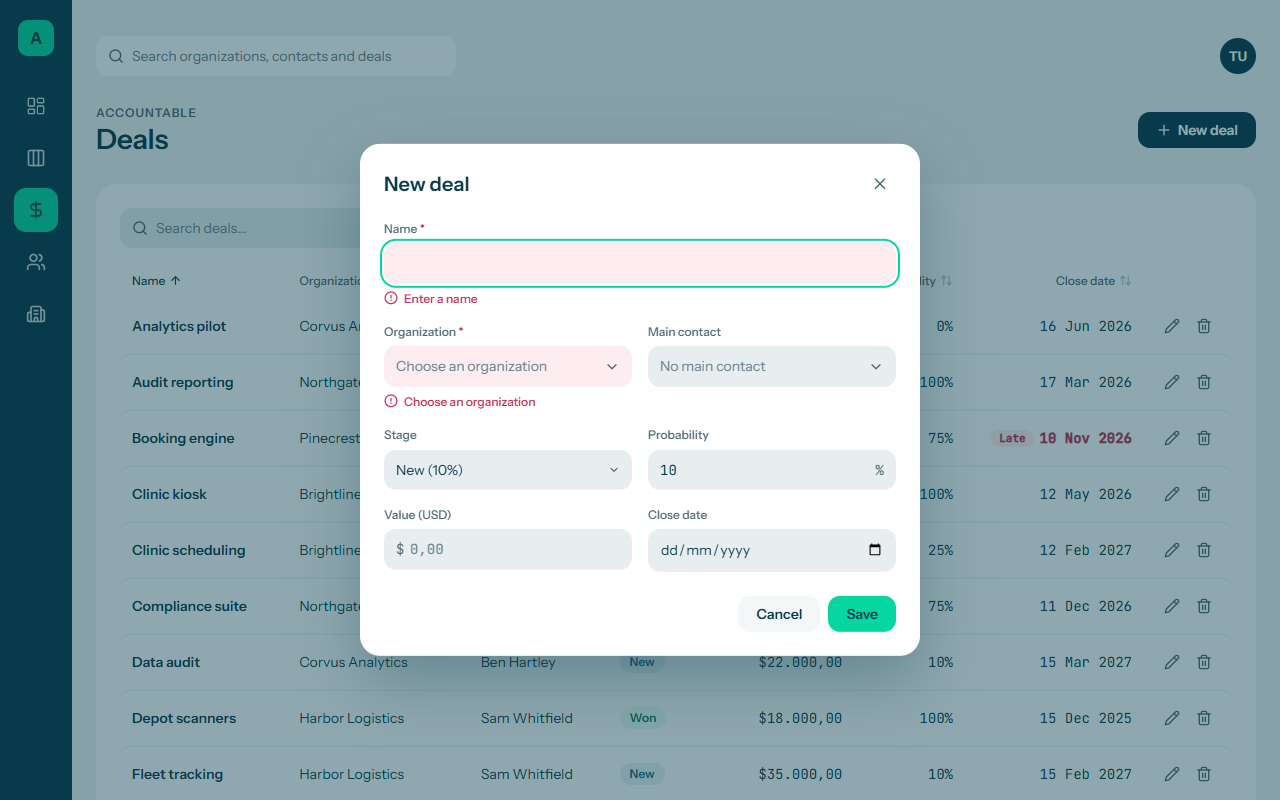 A
Search organizations, contacts and deals
TU
ACCOUNTABLE
Deals
+ New deal
Search deals...
New deal
Name *
Enter a name
Organization *
Main contact
Choose an organization
No main contact
Choose an organization
Stage
Probability
New (10%)
10 %
Value (USD)
Close date
$ 0,00
dd/mm/yyyy
Cancel
Save
Name
Close date
Analytics pilot
0%
16 Jun 2026
Audit reporting
100%
17 Mar 2026
Booking engine
Pinecrest
75%
Late
10 Nov 2026
Clinic kiosk
Brightline
100%
12 May 2026
Clinic scheduling
Brightline
25%
12 Feb 2027
Compliance suite
Northgate
75%
11 Dec 2026
Data audit
Corvus Analytics
Ben Hartley
New
$22.000,00
10%
15 Mar 2027
Depot scanners
Harbor Logistics
Sam Whitfield
Won
$18.000,00
100%
15 Dec 2025
Fleet tracking
Harbor Logistics
Sam Whitfield
New
$35.000,00
10%
15 Feb 2027